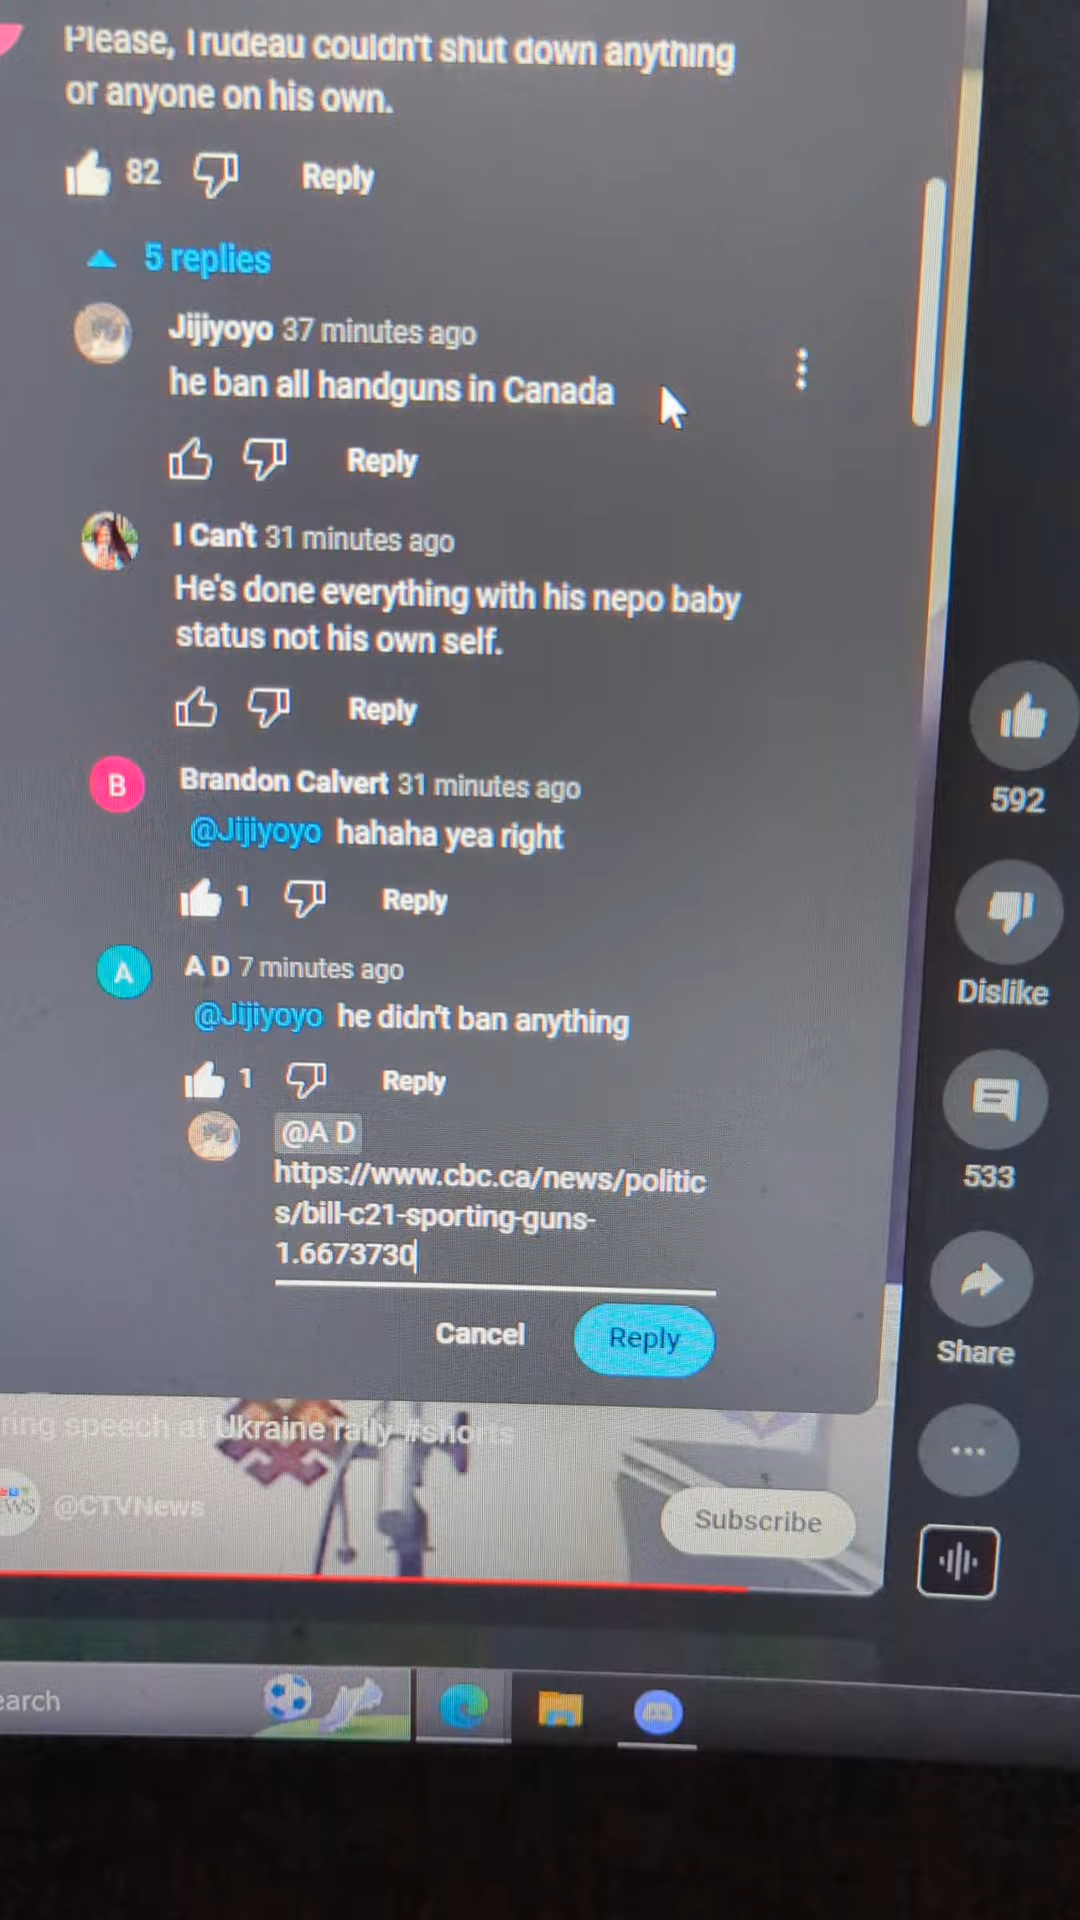 Please, Trudeau couldn't shut down anything
or anyone on his own.
82 Reply
5 replies
Jijiyoyo 37 minutes ago
he ban all handguns in Canada
Reply
I Can't 31 minutes ago
He's done everything with his nepo baby
status not his own self.
Reply
592
B
Brandon Calvert 31 minutes ago
@Jijiyoyo hahaha yea right
1 Reply
Dislike
A
A D 7 minutes ago
@Jijiyoyo he didn't ban anything
1 Reply
@A D
https://www.cbc.ca/news/politic
s/bill-c21-sporting-guns-
1.6673730
533
Cancel Reply
Share
ring speech at Ukraine rally #shorts
WS @CTVNews
Subscribe
earch